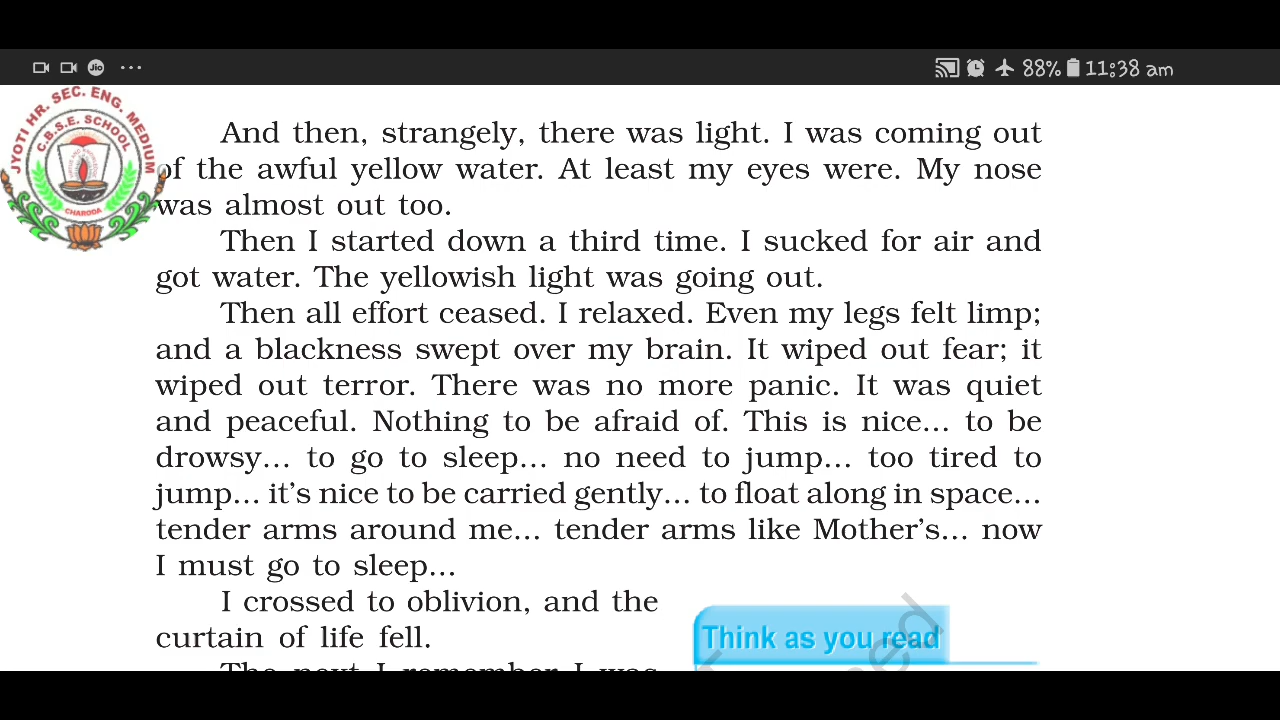 Jio ... 88% 11:38 am
JYOTI HR. SEC. ENG. MEDIUM
C.B.S.E. SCHOOL
CHARODA
And then, strangely, there was light. I was coming out
of the awful yellow water. At least my eyes were. My nose
was almost out too.
Then I started down a third time. I sucked for air and
got water. The yellowish light was going out.
Then all effort ceased. I relaxed. Even my legs felt limp;
and a blackness swept over my brain. It wiped out fear; it
wiped out terror. There was no more panic. It was quiet
and peaceful. Nothing to be afraid of. This is nice... to be
drowsy... to go to sleep... no need to jump... too tired to
jump... it's nice to be carried gently... to float along in space...
tender arms around me... tender arms like Mother's... now
I must go to sleep...
I crossed to oblivion, and the
curtain of life fell.
Think as you read
The next I remember I was